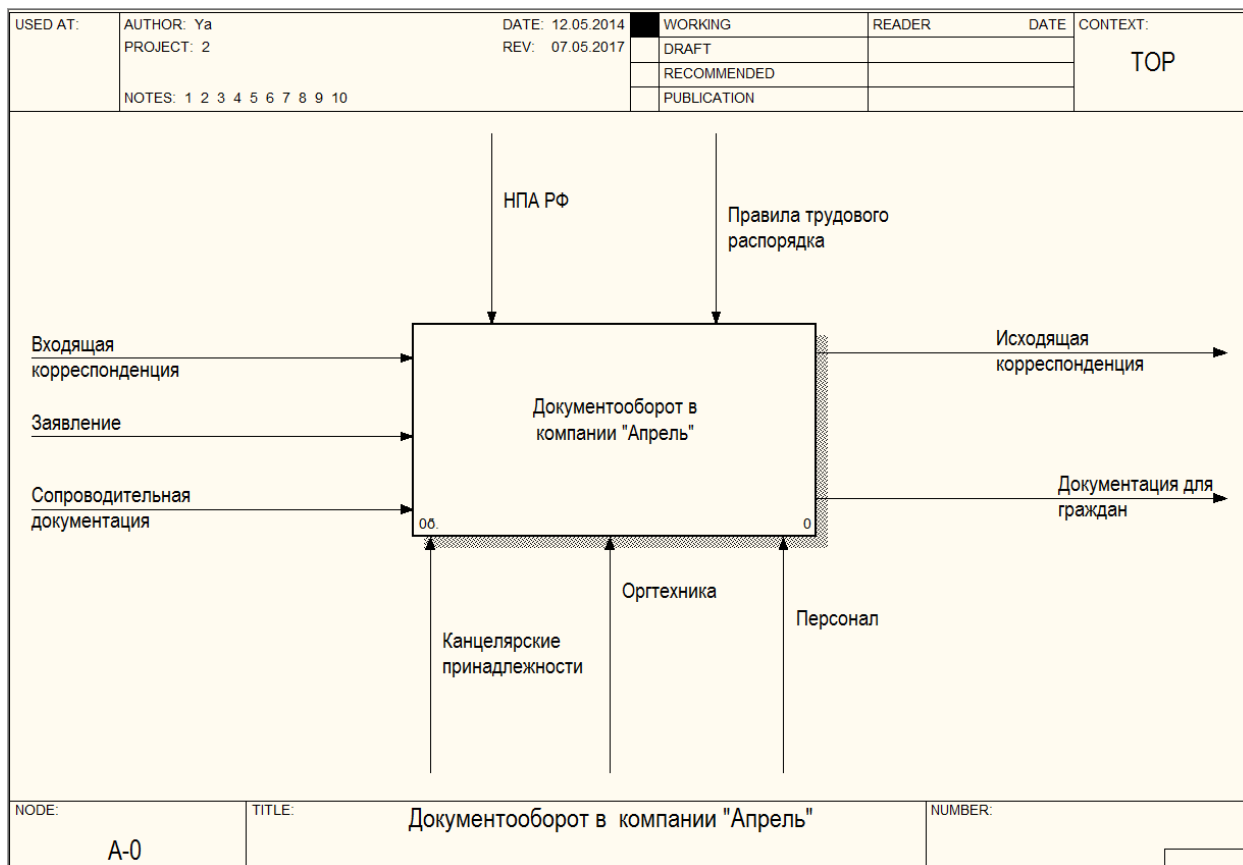 USED AT:
AUTHOR: Ya
DATE: 12.05.2014
WORKING
READER
DATE
CONTEXT:
PROJECT: 2
REV: 07.05.2017
DRAFT
TOP
RECOMMENDED
NOTES: 1 2 3 4 5 6 7 8 9 10
PUBLICATION
НПА РФ
Правила трудового
распорядка
Входящая
корреспонденция
Исходящая
корреспонденция
Заявление
Документооборот в
компании "Апрель"
Сопроводительная
документация
Документация для
граждан
0б.
0
Оргтехника
Персонал
Канцелярские
принадлежности
NODE:
TITLE:
Документооборот в компании "Апрель"
NUMBER:
A-0